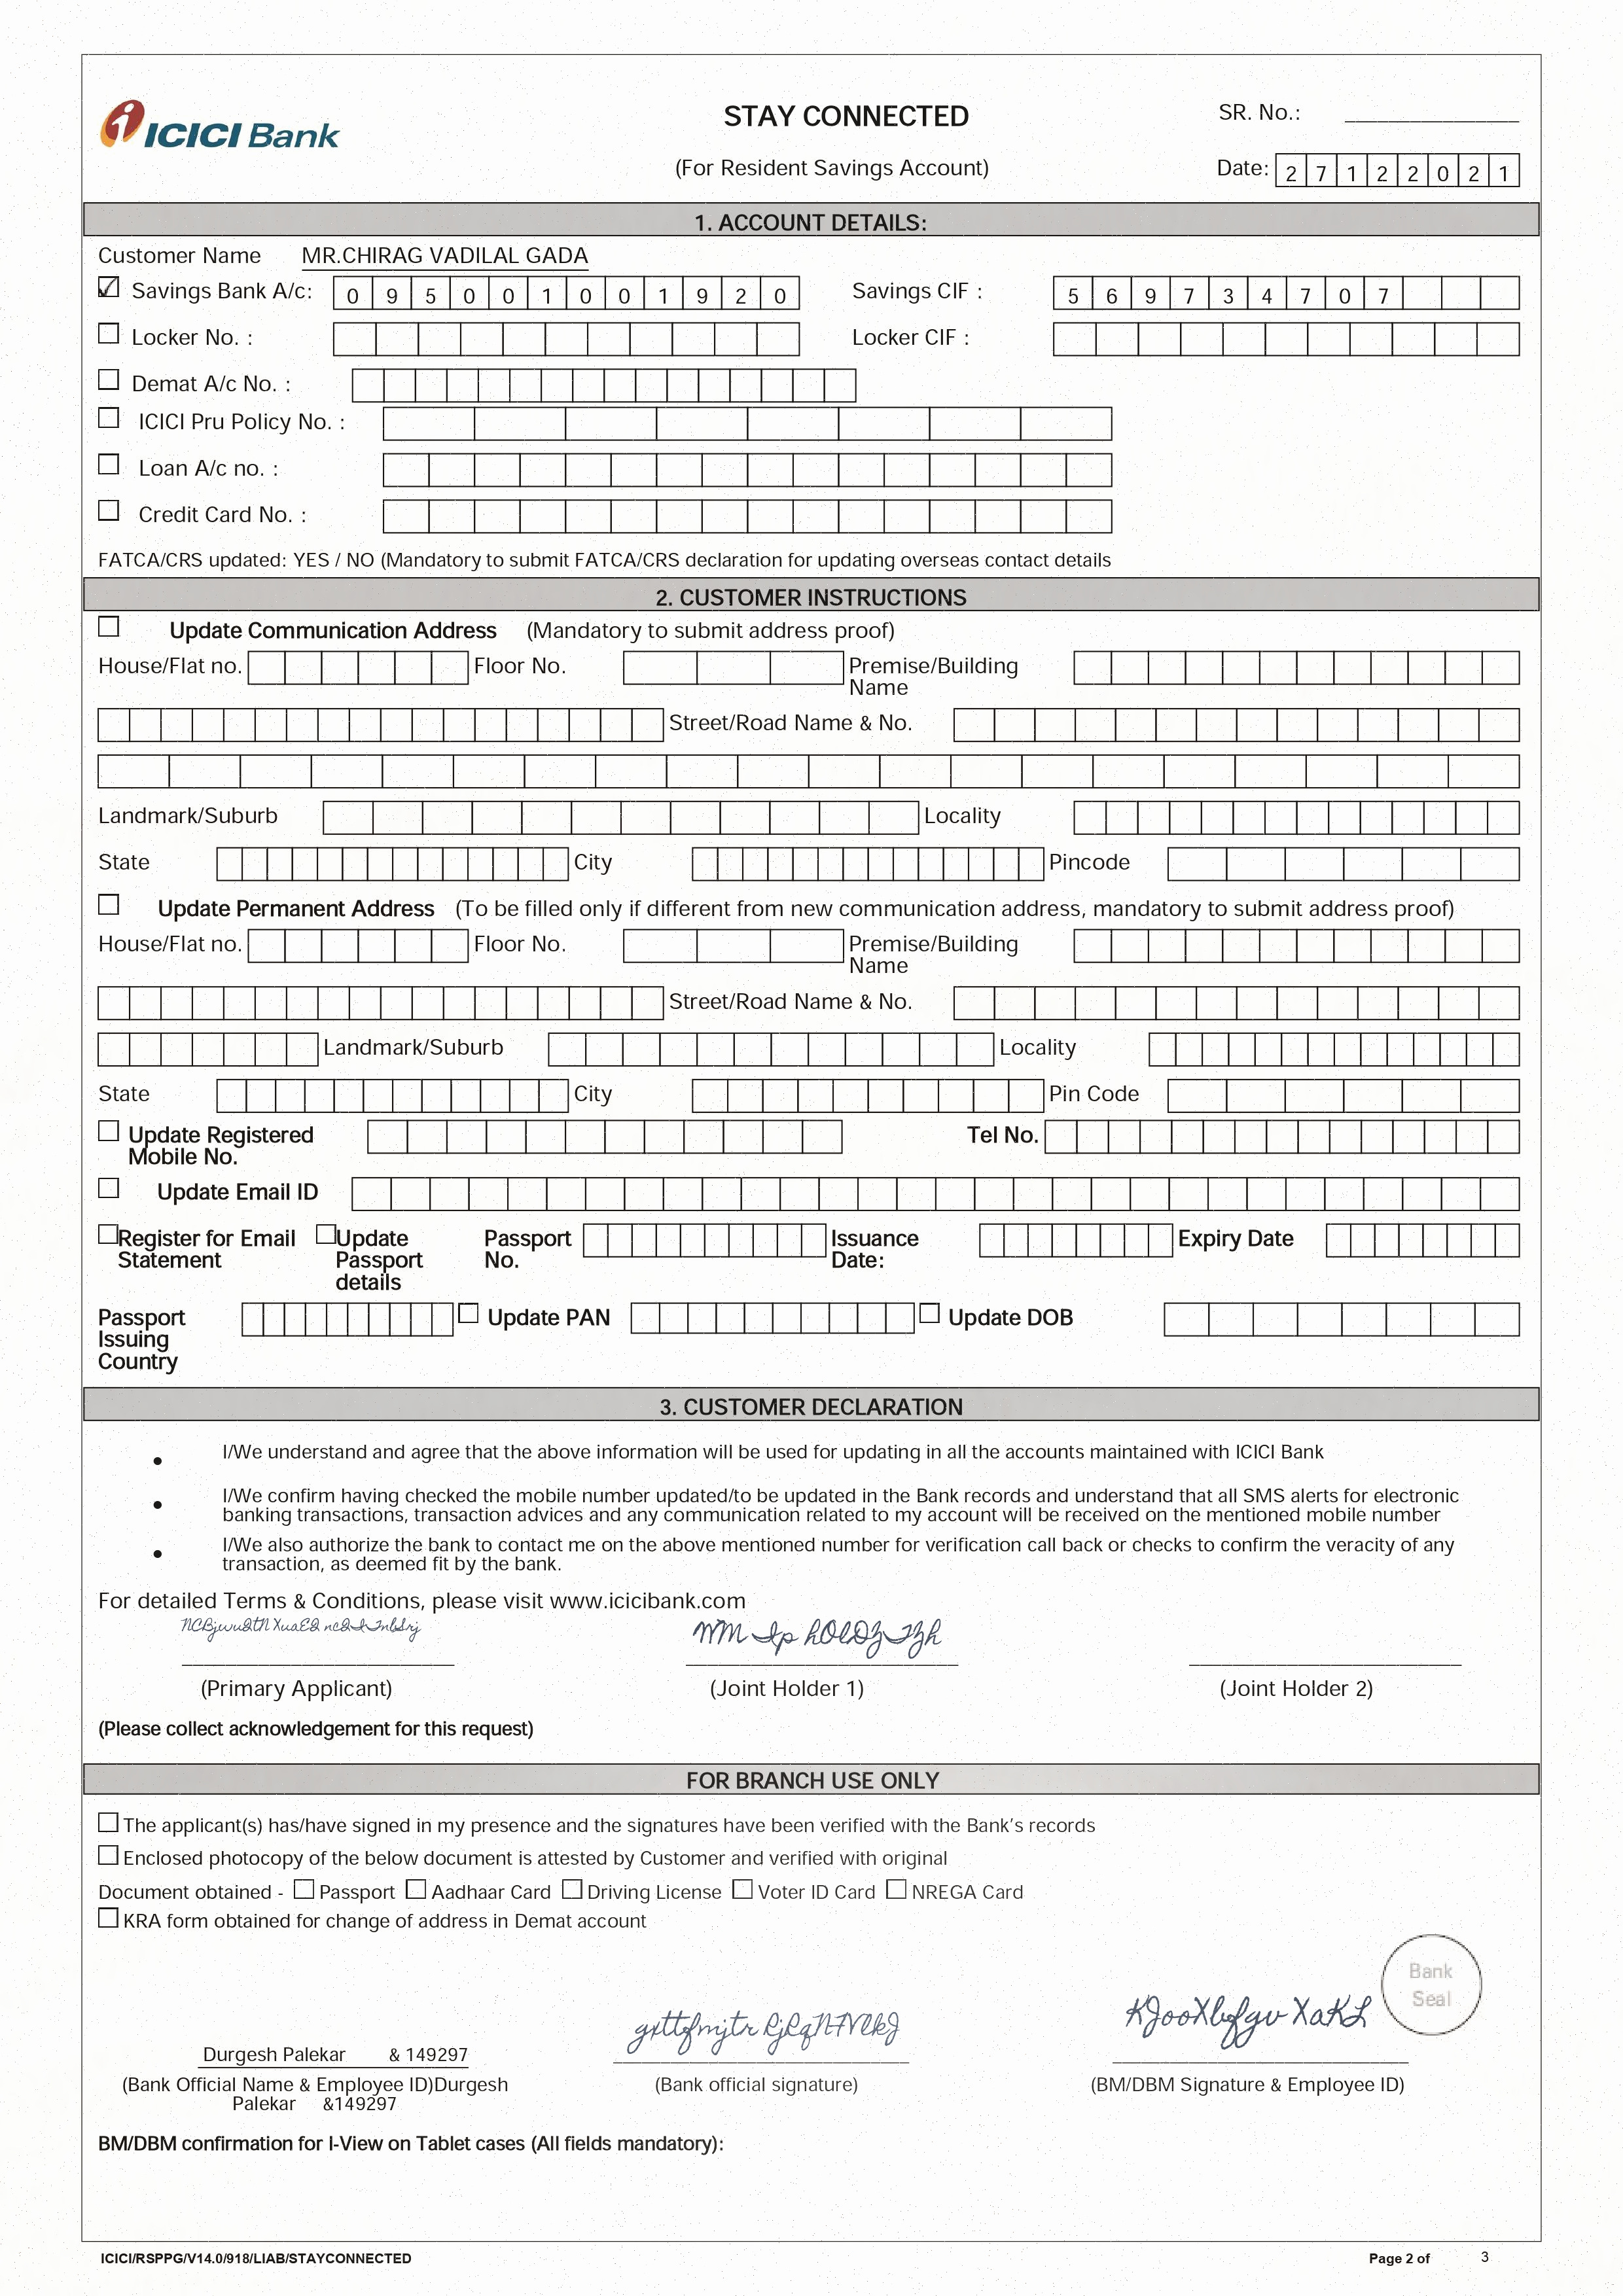 ICICI Bank
STAY CONNECTED
SR. No.:
(For Resident Savings Account)
Date: 2 7 1 2 2 0 2 1
1. ACCOUNT DETAILS:
Customer Name MR.CHIRAG VADILAL GADA
Savings Bank A/c: 0 9 5 0 0 1 0 0 1 9 2 0 Savings CIF : 5 6 9 7 3 4 7 0 7
Locker No. : Locker CIF :
Demat A/c No. :
ICICI Pru Policy No. :
Loan A/c no. :
Credit Card No. :
FATCA/CRS updated: YES / NO (Mandatory to submit FATCA/CRS declaration for updating overseas contact details
2. CUSTOMER INSTRUCTIONS
Update Communication Address (Mandatory to submit address proof)
House/Flat no. Floor No. Premise/Building
Name
Street/Road Name & No.
Landmark/Suburb Locality
State City Pincode
Update Permanent Address (To be filled only if different from new communication address, mandatory to submit address proof)
House/Flat no. Floor No. Premise/Building
Name
Street/Road Name & No.
Landmark/Suburb Locality
State City Pin Code
Update Registered Tel No.
Mobile No.
Update Email ID
Register for Email Update Passport Issuance Expiry Date
Statement Passport No. Date:
details
Passport Update PAN Update DOB
Issuing
Country
3. CUSTOMER DECLARATION
• I/We understand and agree that the above information will be used for updating in all the accounts maintained with ICICI Bank
• I/We confirm having checked the mobile number updated/to be updated in the Bank records and understand that all SMS alerts for electronic
banking transactions, transaction advices and any communication related to my account will be received on the mentioned mobile number
• I/We also authorize the bank to contact me on the above mentioned number for verification call back or checks to confirm the veracity of any
transaction, as deemed fit by the bank.
For detailed Terms & Conditions, please visit www.icicibank.com
(Primary Applicant) (Joint Holder 1) (Joint Holder 2)
(Please collect acknowledgement for this request)
FOR BRANCH USE ONLY
The applicant(s) has/have signed in my presence and the signatures have been verified with the Bank's records
Enclosed photocopy of the below document is attested by Customer and verified with original
Document obtained - Passport Aadhaar Card Driving License Voter ID Card NREGA Card
KRA form obtained for change of address in Demat account
Bank
Seal
Durgesh Palekar & 149297
(Bank Official Name & Employee ID)Durgesh (Bank official signature) (BM/DBM Signature & Employee ID)
Palekar &149297
BM/DBM confirmation for I-View on Tablet cases (All fields mandatory):
ICICI/RSPPG/V14.0/918/LIAB/STAYCONNECTED Page 2 of 3